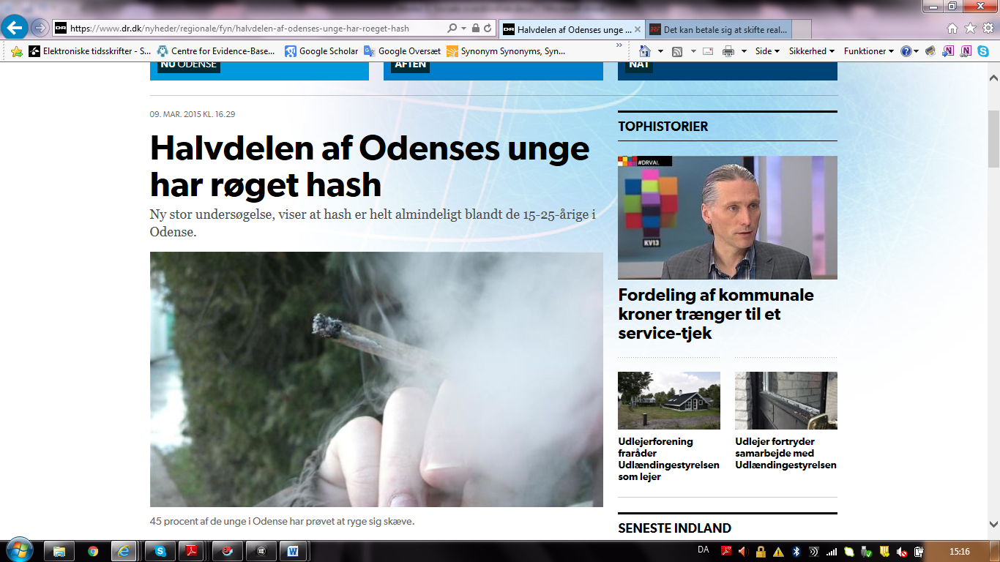 https://www.dr.dk/nyheder/regionale/fyn/halvdelen-af-odenses-unge-har-roeget-hash
DR Halvdelen af Odenses unge ...
Det kan betale sig at skifte real...
Elektroniske tidsskrifter - S...
Centre for Evidence-Base...
Google Scholar
Google Oversæt
Synonym Synonyms, Syn...
Side
Sikkerhed
Funktioner
NU ODENSE
AFTEN
NAT
09. MAR. 2015 KL. 16.29
Halvdelen af Odenses unge
har røget hash
Ny stor undersøgelse, viser at hash er helt almindeligt blandt de 15-25-årige i
Odense.
45 procent af de unge i Odense har prøvet at ryge sig skæve.
TOPHISTORIER
#DRVAL
KV13
Fordeling af kommunale
kroner trænger til et
service-tjek
Udlejerforening
fraråder
Udlændingestyrelsen
som lejer
Udlejer fortryder
samarbejde med
Udlændingestyrelsen
SENESTE INDLAND
DA
15:16